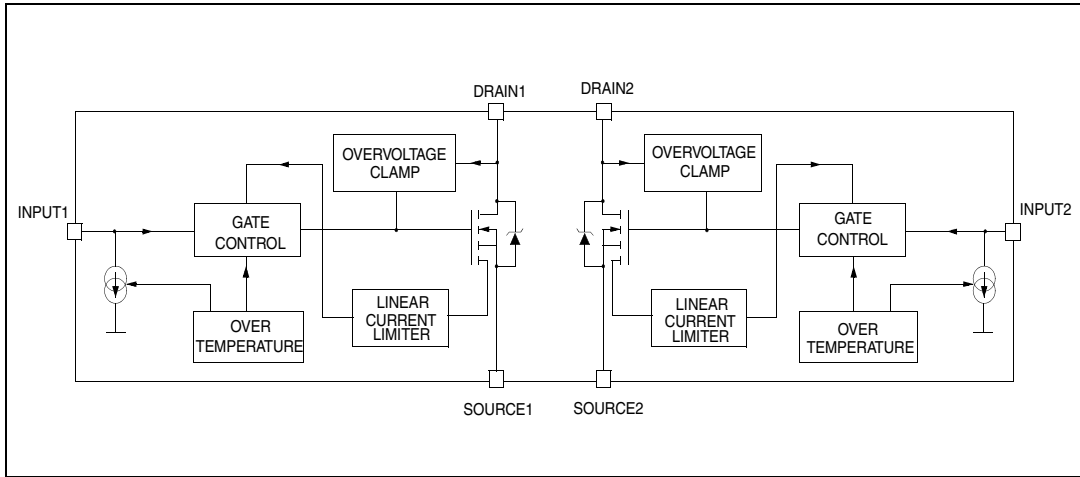 DRAIN1
DRAIN2
OVERVOLTAGE
CLAMP
OVERVOLTAGE
CLAMP
INPUT1
GATE
CONTROL
GATE
CONTROL
INPUT2
LINEAR
CURRENT
LIMITER
LINEAR
CURRENT
LIMITER
OVER
TEMPERATURE
OVER
TEMPERATURE
SOURCE1
SOURCE2